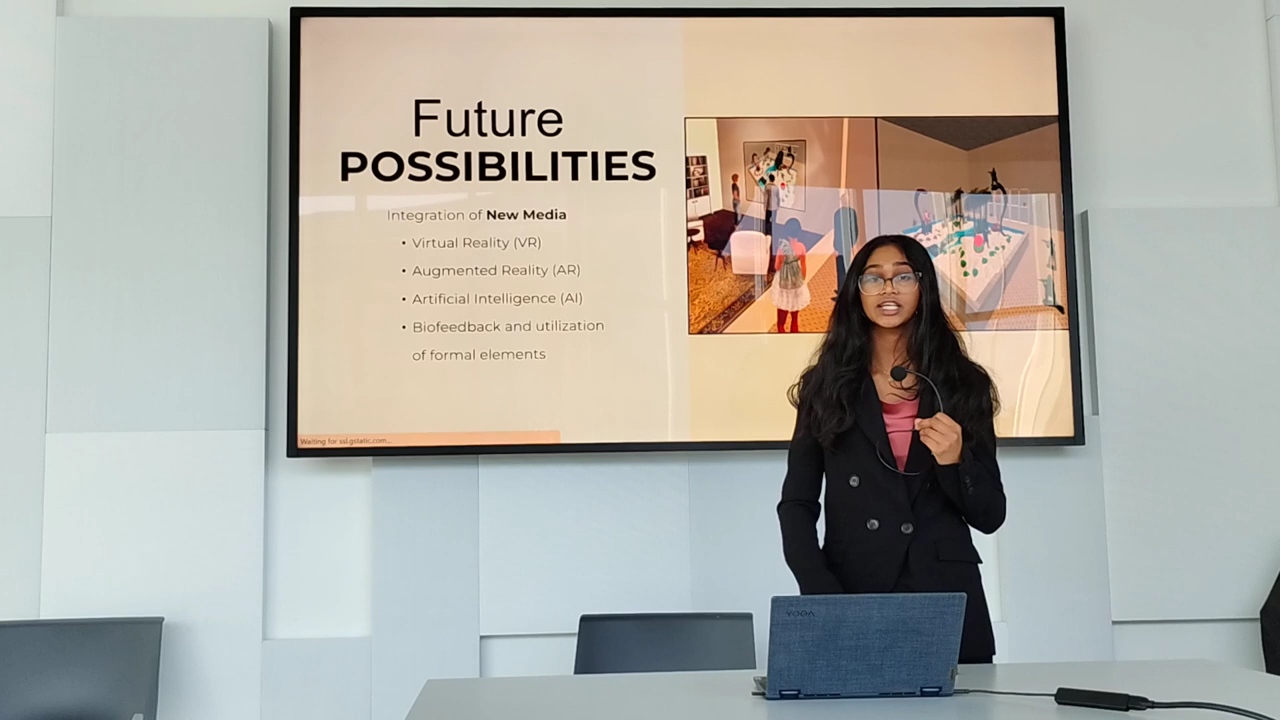 Future
POSSIBILITIES
Integration of New Media
• Virtual Reality (VR)
• Augmented Reality (AR)
• Artificial Intelligence (AI)
• Biofeedback and utilization
of formal elements
Waiting for ssl.gstatic.com...
YOGA